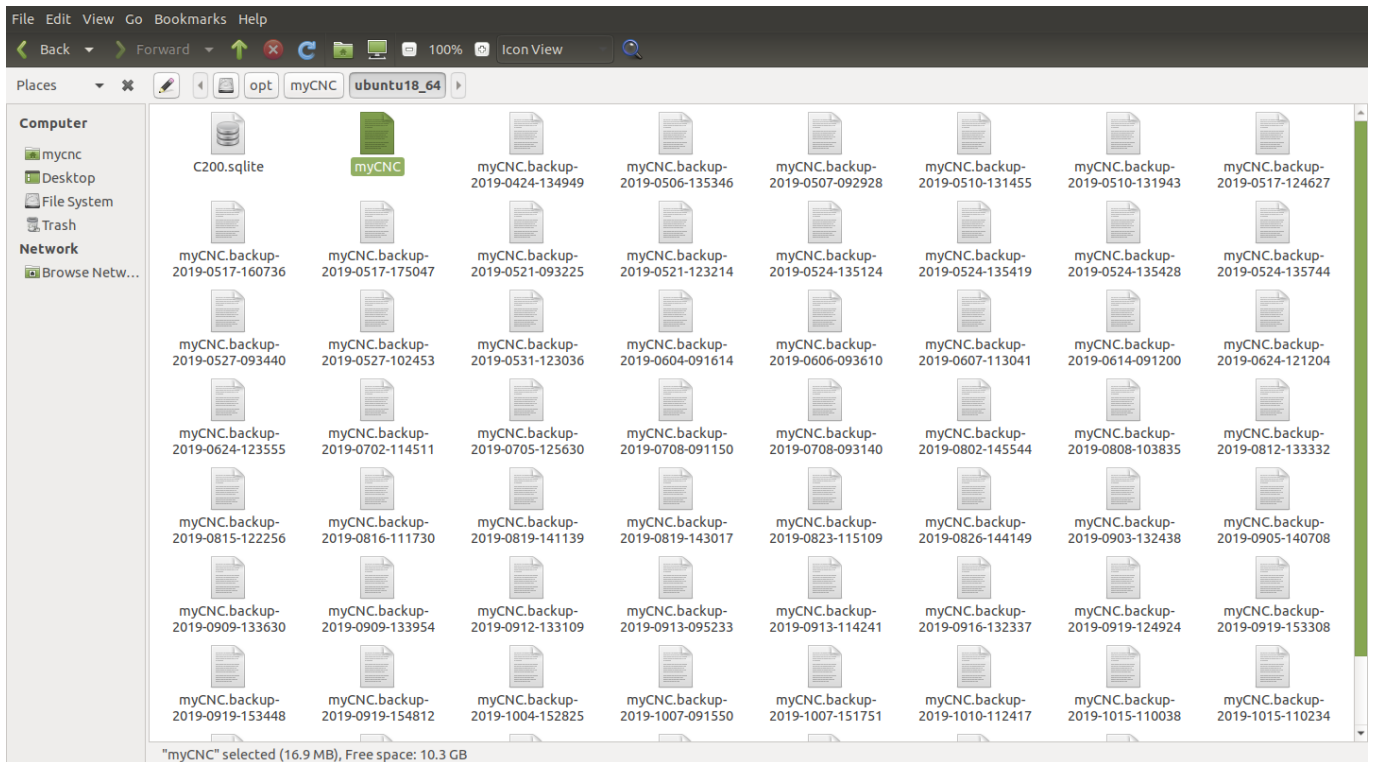 File Edit View Go Bookmarks Help
Back Forward 100% Icon View
Places opt myCNC ubuntu18_64
Computer
mycnc
Desktop
File System
Trash
Network
Browse Netw...
C200.sqlite myCNC myCNC.backup- myCNC.backup- myCNC.backup- myCNC.backup- myCNC.backup- myCNC.backup-
2019-0424-134949 2019-0506-135346 2019-0507-092928 2019-0510-131455 2019-0510-131943 2019-0517-124627
myCNC.backup- myCNC.backup- myCNC.backup- myCNC.backup- myCNC.backup- myCNC.backup- myCNC.backup- myCNC.backup-
2019-0517-160736 2019-0517-175047 2019-0521-093225 2019-0521-123214 2019-0524-135124 2019-0524-135419 2019-0524-135428 2019-0524-135744
myCNC.backup- myCNC.backup- myCNC.backup- myCNC.backup- myCNC.backup- myCNC.backup- myCNC.backup- myCNC.backup-
2019-0527-093440 2019-0527-102453 2019-0531-123036 2019-0604-091614 2019-0606-093610 2019-0607-113041 2019-0614-091200 2019-0624-121204
myCNC.backup- myCNC.backup- myCNC.backup- myCNC.backup- myCNC.backup- myCNC.backup- myCNC.backup- myCNC.backup-
2019-0624-123555 2019-0702-114511 2019-0705-125630 2019-0708-091150 2019-0708-093140 2019-0802-145544 2019-0808-103835 2019-0812-133332
myCNC.backup- myCNC.backup- myCNC.backup- myCNC.backup- myCNC.backup- myCNC.backup- myCNC.backup- myCNC.backup-
2019-0815-122256 2019-0816-111730 2019-0819-141139 2019-0819-143017 2019-0823-115109 2019-0826-144149 2019-0903-132438 2019-0905-140708
myCNC.backup- myCNC.backup- myCNC.backup- myCNC.backup- myCNC.backup- myCNC.backup- myCNC.backup- myCNC.backup-
2019-0909-133630 2019-0909-133954 2019-0912-133109 2019-0913-095233 2019-0913-114241 2019-0916-132337 2019-0919-124924 2019-0919-153308
myCNC.backup- myCNC.backup- myCNC.backup- myCNC.backup- myCNC.backup- myCNC.backup- myCNC.backup- myCNC.backup-
2019-0919-153448 2019-0919-154812 2019-1004-152825 2019-1007-091550 2019-1007-151751 2019-1010-112417 2019-1015-110038 2019-1015-110234
"myCNC" selected (16.9 MB), Free space: 10.3 GB